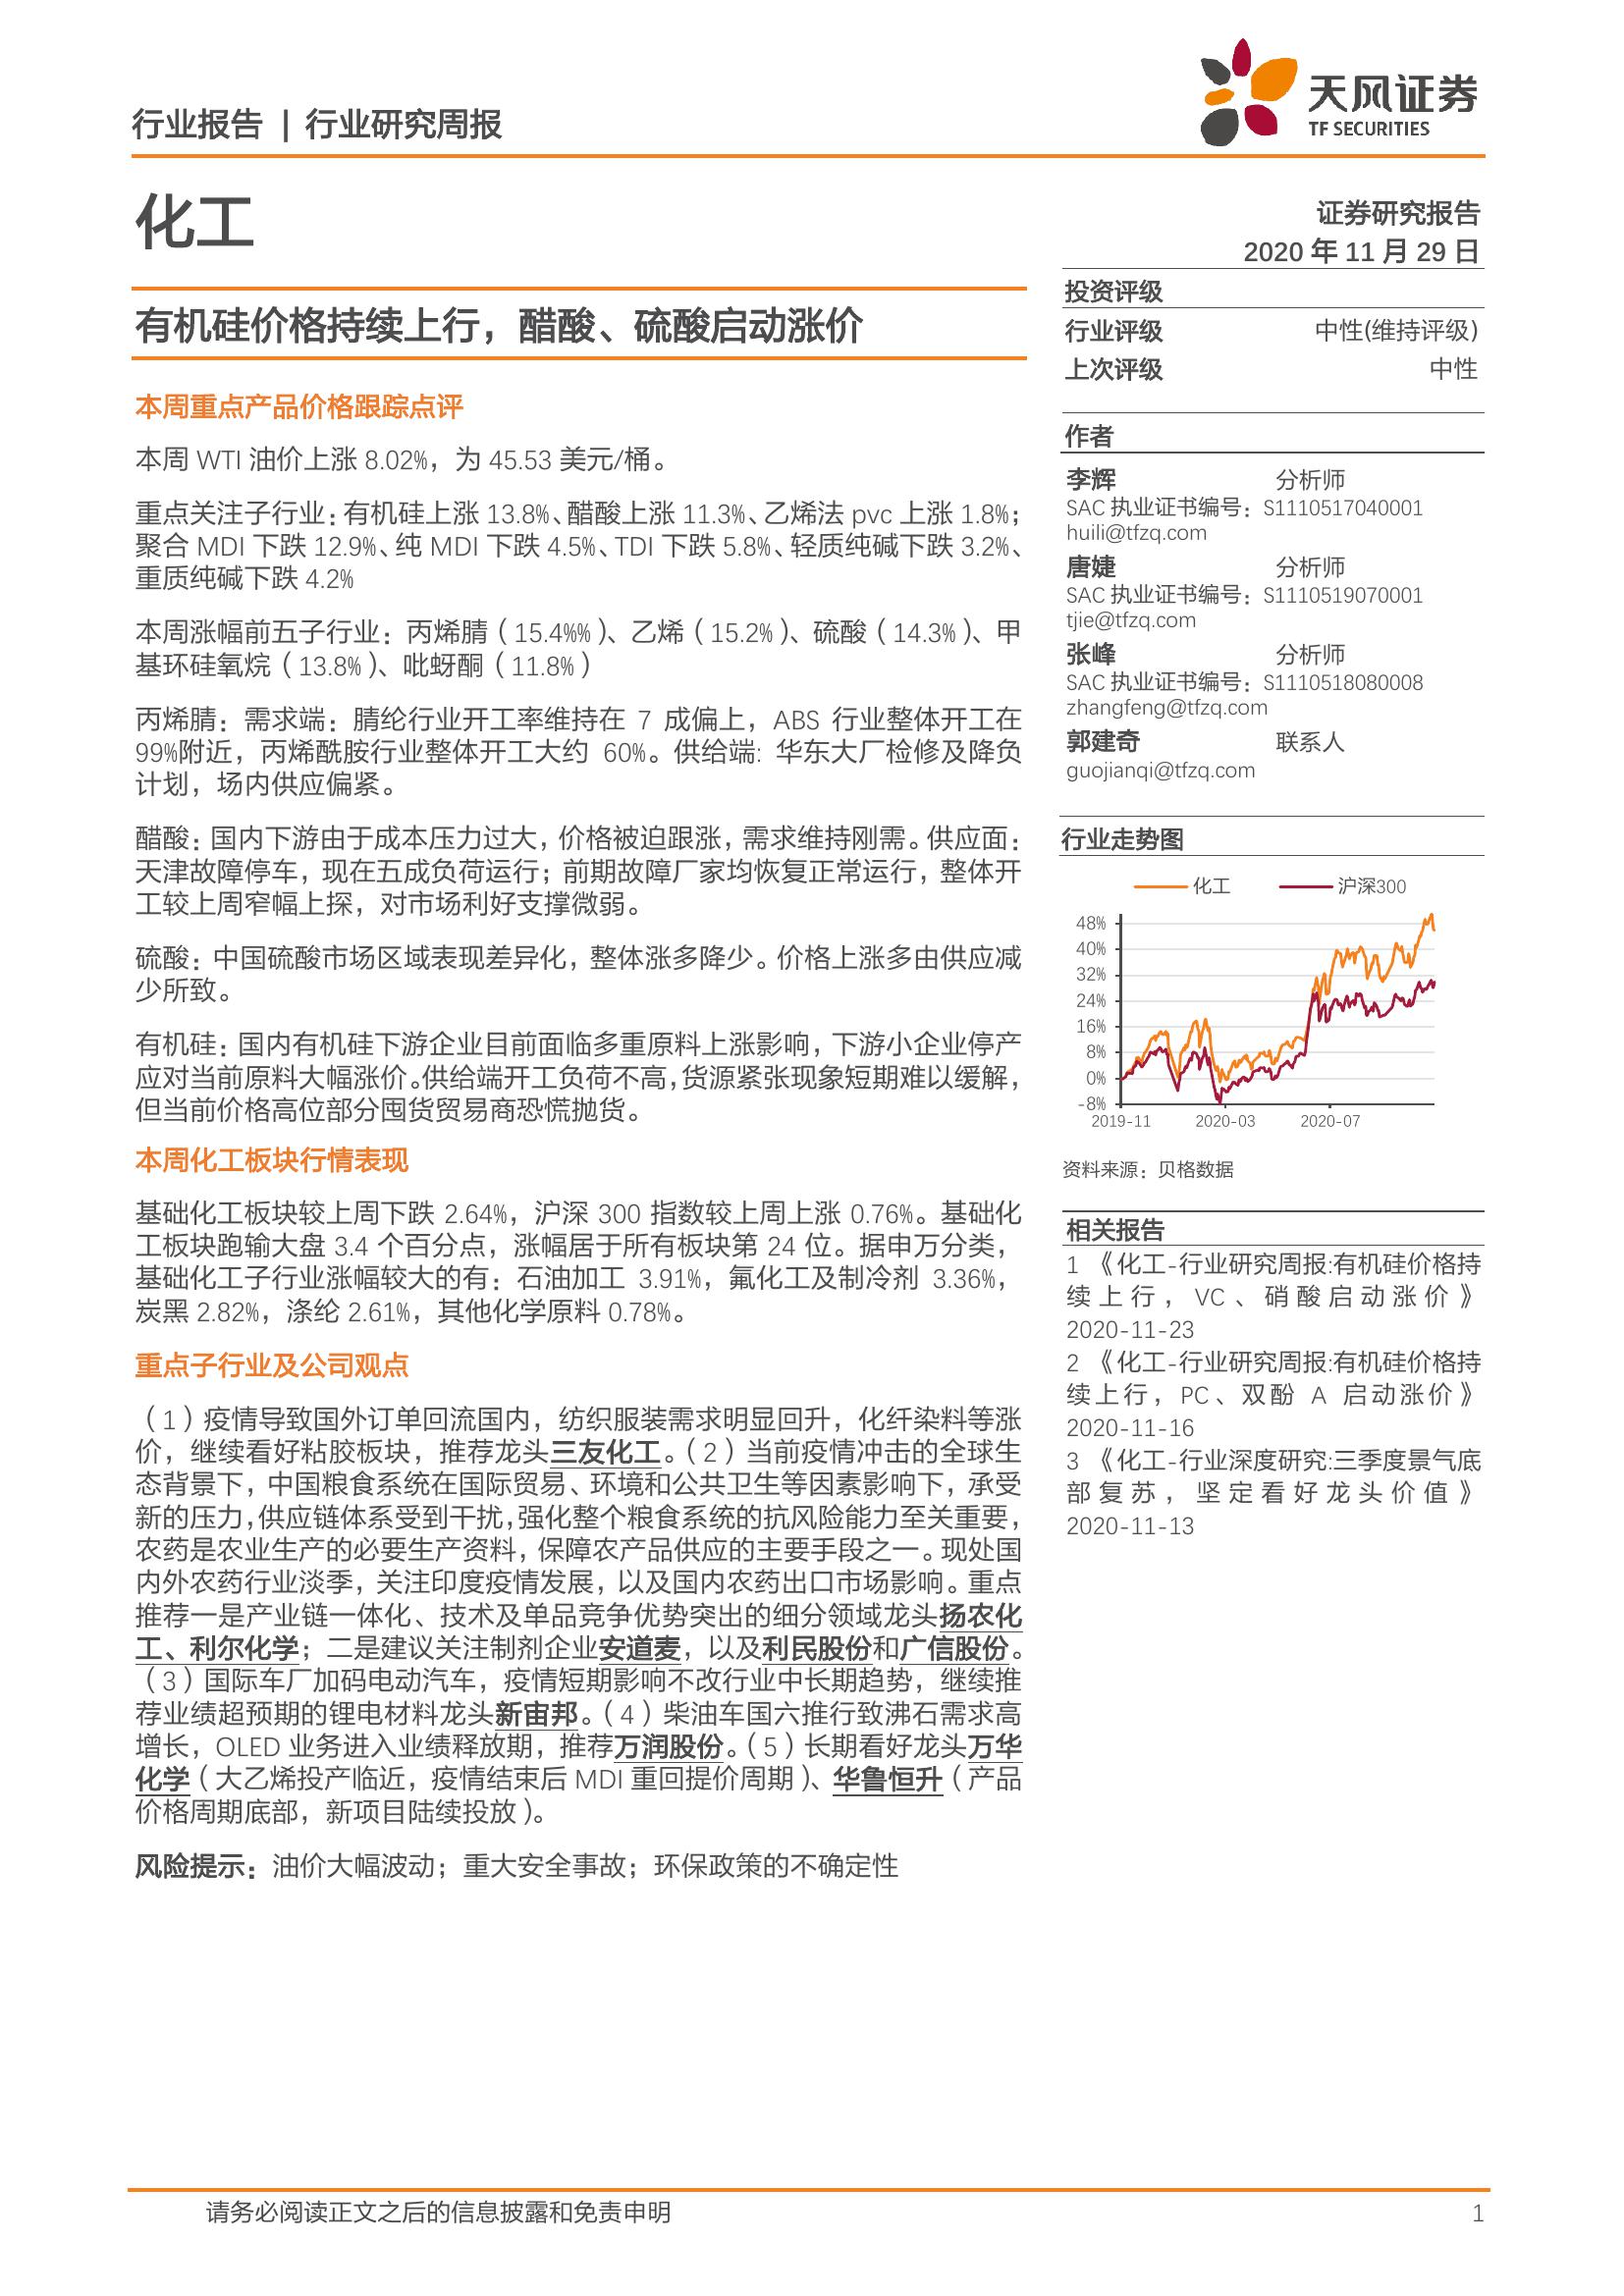 行业报告 | 行业研究周报
天风证券
TF SECURITIES
化工
证券研究报告
2020 年 11 月 29 日
有机硅价格持续上行，醋酸、硫酸启动涨价
本周重点产品价格跟踪点评
本周 WTI 油价上涨 8.02%，为 45.53 美元/桶。
重点关注子行业：有机硅上涨 13.8%、醋酸上涨 11.3%、乙烯法 pvc 上涨 1.8%；
聚合 MDI 下跌 12.9%、纯 MDI 下跌 4.5%、TDI 下跌 5.8%、轻质纯碱下跌 3.2%、
重质纯碱下跌 4.2%
本周涨幅前五子行业：丙烯腈（15.4%%）、乙烯（15.2%）、硫酸（14.3%）、甲
基环硅氧烷（13.8%）、吡蚜酮（11.8%）
丙烯腈：需求端：腈纶行业开工率维持在 7 成偏上，ABS 行业整体开工在
99%附近，丙烯酰胺行业整体开工大约 60%。供给端: 华东大厂检修及降负
计划，场内供应偏紧。
醋酸：国内下游由于成本压力过大，价格被迫跟涨，需求维持刚需。供应面：
天津故障停车，现在五成负荷运行；前期故障厂家均恢复正常运行，整体开
工较上周窄幅上探，对市场利好支撑微弱。
硫酸：中国硫酸市场区域表现差异化，整体涨多降少。价格上涨多由供应减
少所致。
有机硅：国内有机硅下游企业目前面临多重原料上涨影响，下游小企业停产
应对当前原料大幅涨价。供给端开工负荷不高，货源紧张现象短期难以缓解，
但当前价格高位部分囤货贸易商恐慌抛货。
本周化工板块行情表现
基础化工板块较上周下跌 2.64%，沪深 300 指数较上周上涨 0.76%。基础化
工板块跑输大盘 3.4 个百分点，涨幅居于所有板块第 24 位。据申万分类，
基础化工子行业涨幅较大的有：石油加工 3.91%，氟化工及制冷剂 3.36%，
炭黑 2.82%，涤纶 2.61%，其他化学原料 0.78%。
重点子行业及公司观点
（1）疫情导致国外订单回流国内，纺织服装需求明显回升，化纤染料等涨
价，继续看好粘胶板块，推荐龙头三友化工。（2）当前疫情冲击的全球生
态背景下，中国粮食系统在国际贸易、环境和公共卫生等因素影响下，承受
新的压力，供应链体系受到干扰，强化整个粮食系统的抗风险能力至关重要，
农药是农业生产的必要生产资料，保障农产品供应的主要手段之一。现处国
内外农药行业淡季，关注印度疫情发展，以及国内农药出口市场影响。重点
推荐一是产业链一体化、技术及单品竞争优势突出的细分领域龙头扬农化
工、利尔化学；二是建议关注制剂企业安道麦，以及利民股份和广信股份。
（3）国际车厂加码电动汽车，疫情短期影响不改行业中长期趋势，继续推
荐业绩超预期的锂电材料龙头新宙邦。（4）柴油车国六推行致沸石需求高
增长，OLED 业务进入业绩释放期，推荐万润股份。（5）长期看好龙头万华
化学（大乙烯投产临近，疫情结束后 MDI 重回提价周期）、华鲁恒升（产品
价格周期底部，新项目陆续投放）。
风险提示：油价大幅波动；重大安全事故；环保政策的不确定性
投资评级
行业评级 中性(维持评级)
上次评级 中性
作者
李辉 分析师
SAC 执业证书编号：S1110517040001
huili@tfzq.com
唐婕 分析师
SAC 执业证书编号：S1110519070001
tjie@tfzq.com
张峰 分析师
SAC 执业证书编号：S1110518080008
zhangfeng@tfzq.com
郭建奇 联系人
guojianqi@tfzq.com
行业走势图
化工 沪深300
48%
40%
32%
24%
16%
8%
0%
-8%
2019-11 2020-03 2020-07
资料来源：贝格数据
相关报告
1 《化工-行业研究周报:有机硅价格持
续上行，VC、硝酸启动涨价》
2020-11-23
2 《化工-行业研究周报:有机硅价格持
续上行，PC、双酚 A 启动涨价》
2020-11-16
3 《化工-行业深度研究:三季度景气底
部复苏，坚定看好龙头价值》
2020-11-13
请务必阅读正文之后的信息披露和免责申明 1